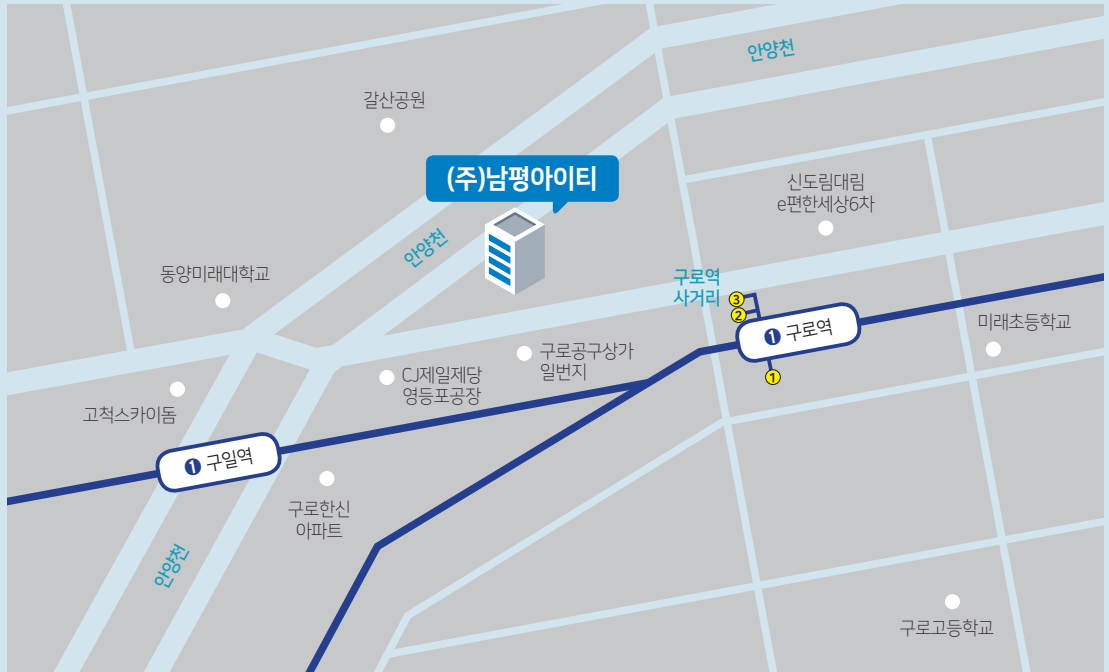 안양천
갈산공원
(주)남평아이티
신도림대림
e편한세상6차
안양천
동양미래대학교
구로역
사거리
3
2
1 구로역
미래초등학교
1
구로공구상가
일번지
CJ제일제당
영등포공장
고척스카이돔
1 구일역
구로한신
아파트
안양천
구로고등학교